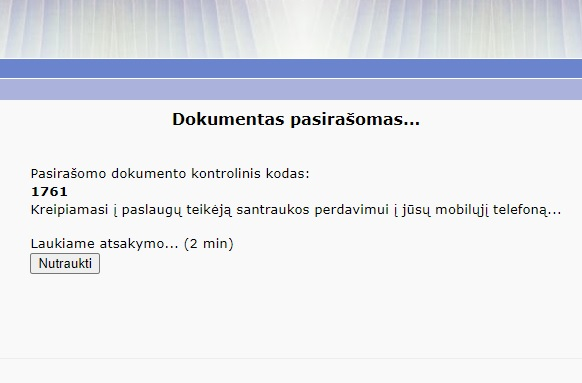 Dokumentas pasirašomas...
Pasirašomo dokumento kontrolinis kodas:
1761
Kreipiamasi į paslaugų teikėją santraukos perdavimui į jūsų mobilųjį telefoną...
Laukiame atsakymo... (2 min)
Nutraukti